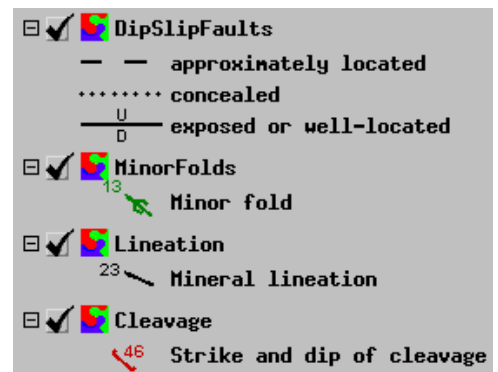 DipSlipFaults
approximately located
concealed
U
D
exposed or well-located
MinorFolds
13
Minor fold
Lineation
23
Mineral lineation
Cleavage
46
Strike and dip of cleavage